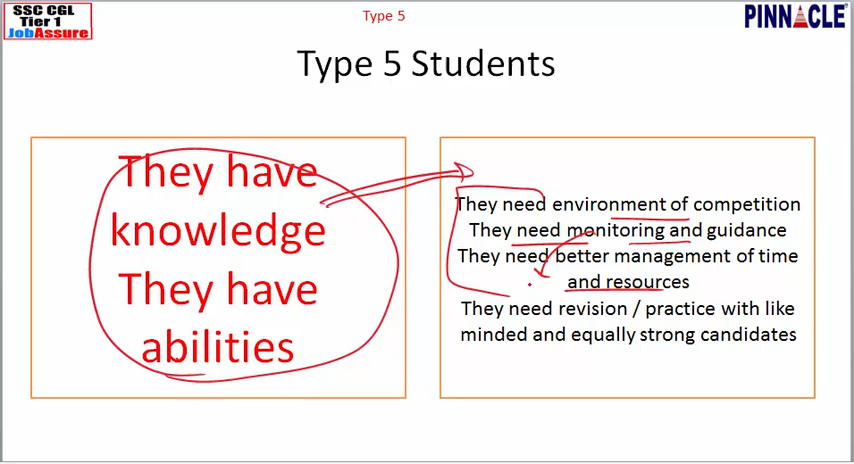 SSC CGL
Tier 1
JobAssure
Type 5
PINNACLE
Type 5 Students
They have
knowledge
They have
abilities
They need environment of competition
They need monitoring and guidance
They need better management of time
and resources
They need revision / practice with like
minded and equally strong candidates